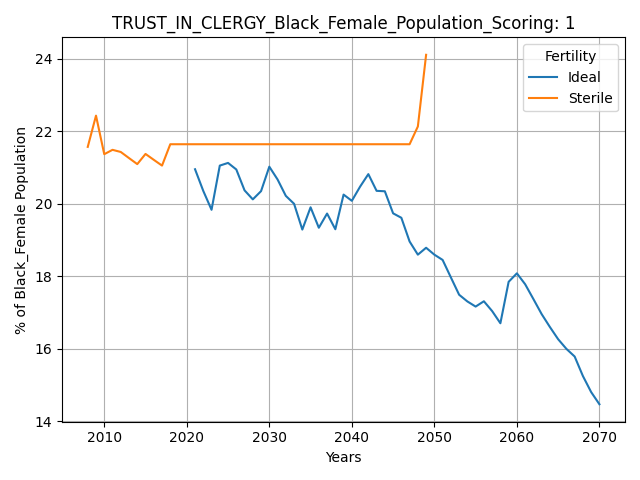 TRUST_IN_CLERGY_Black_Female_Population_Scoring: 1
% of Black_Female Population
24
22
20
18
16
14
Fertility
Ideal
Sterile
2010 2020 2030 2040 2050 2060 2070
Years